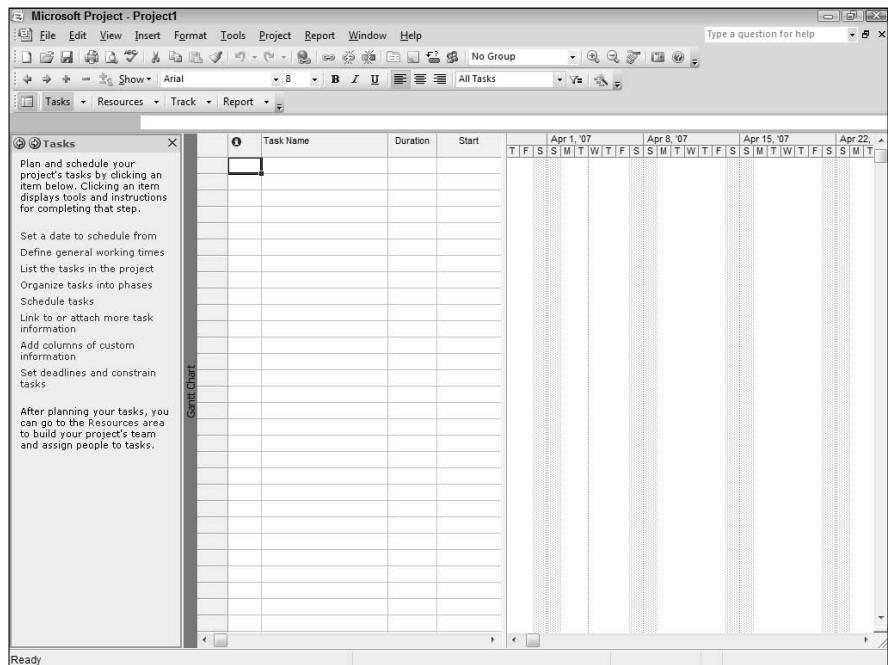 Microsoft Project - Project1
File Edit View Insert Format Tools Project Report Window Help
Type a question for help
No Group
Show Arial 8 B I U All Tasks
Tasks Resources Track Report
Tasks
Plan and schedule your
project's tasks by clicking an
item below. Clicking an item
displays tools and instructions
for completing that step.
Set a date to schedule from
Define general working times
List the tasks in the project
Organize tasks into phases
Schedule tasks
Link to or attach more task
information
Add columns of custom
information
Set deadlines and constrain
tasks
After planning your tasks, you
can go to the Resources area
to build your project's team
and assign people to tasks.
Gantt Chart
Task Name Duration Start
Apr 1, '07 Apr 8, '07 Apr 15, '07 Apr 22,
T F S S M T W T F S S M T W T F S S M T W T F S S M T
Ready